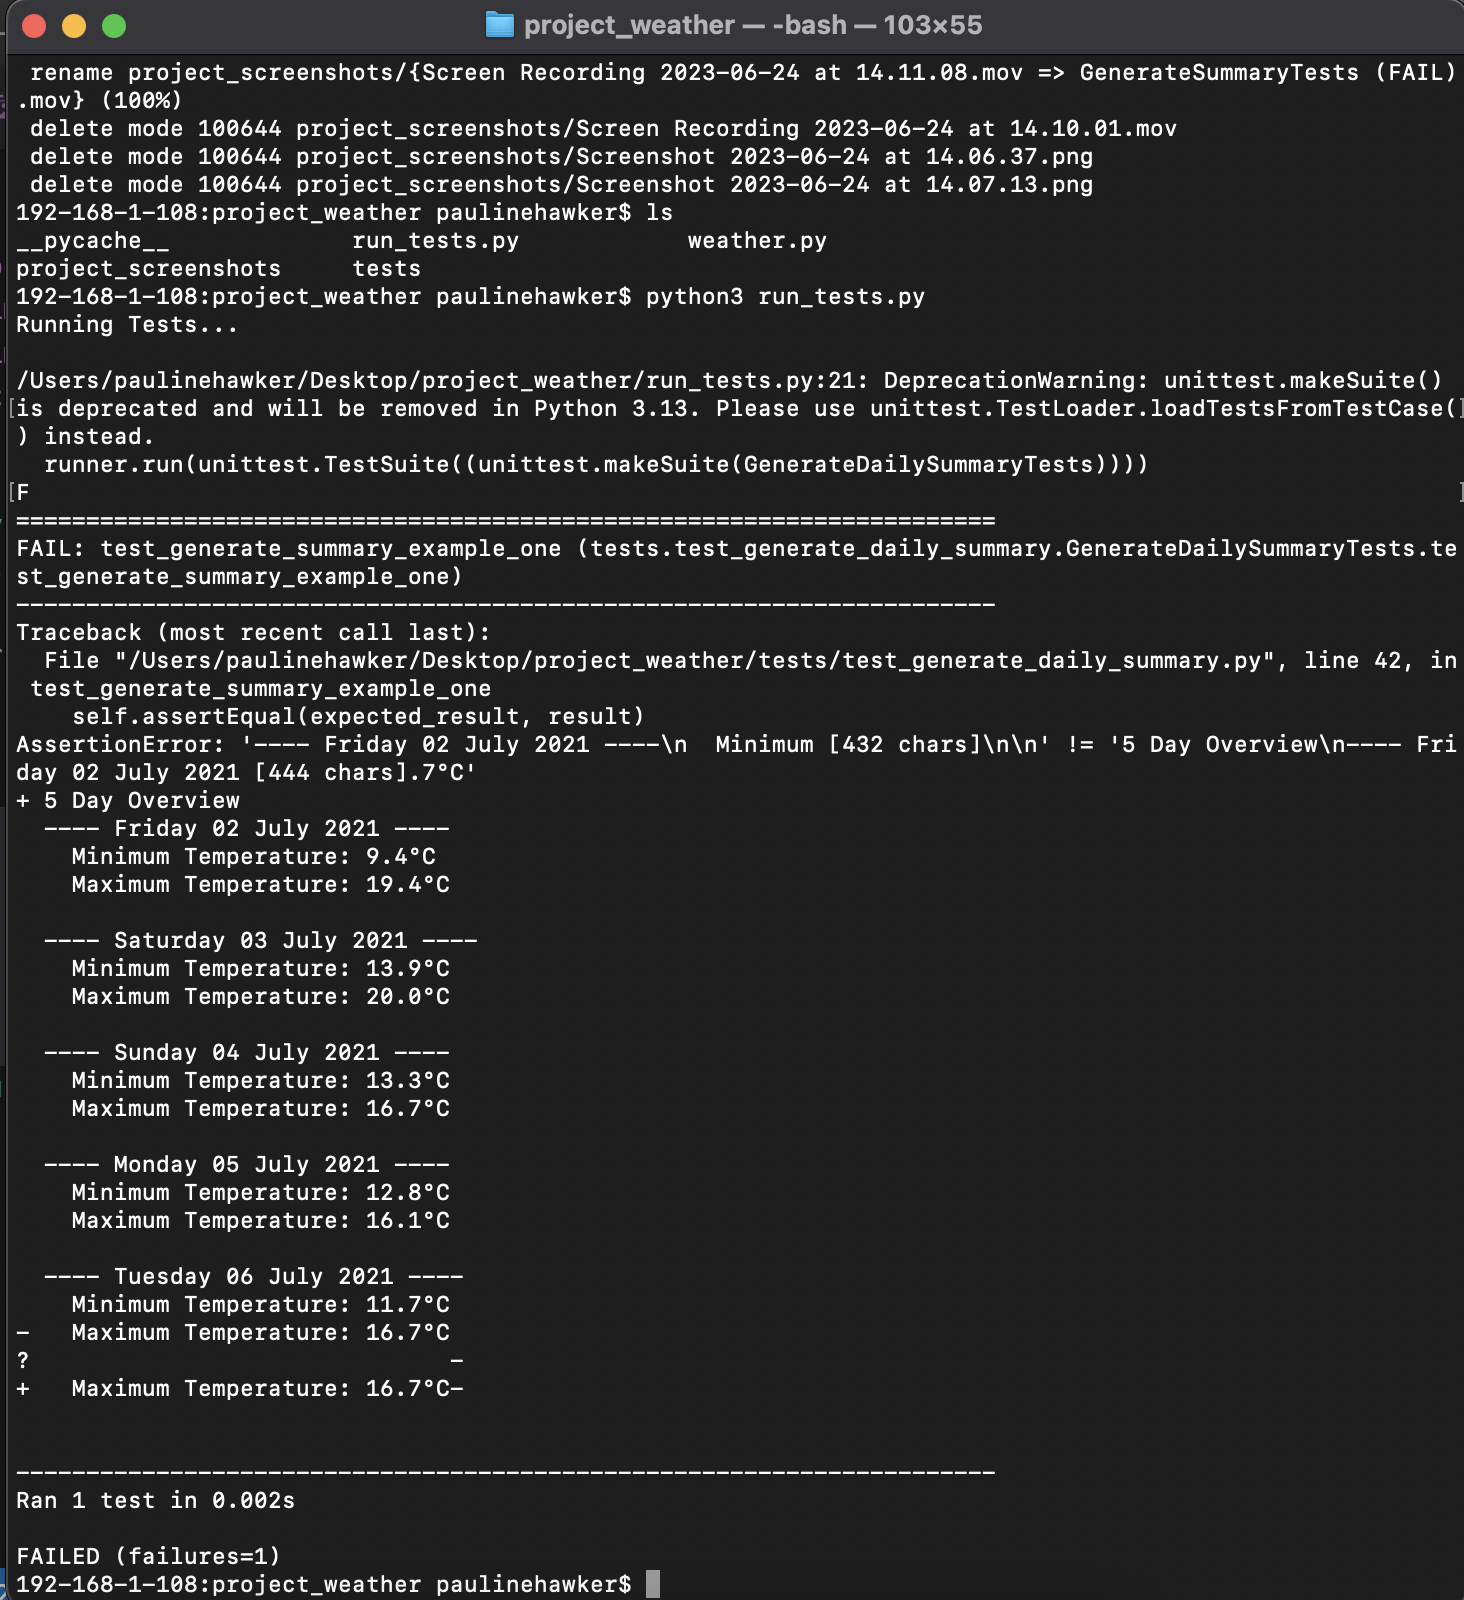 project_weather — -bash — 103×55
 rename project_screenshots/{Screen Recording 2023-06-24 at 14.11.08.mov => GenerateSummaryTests (FAIL)
.mov} (100%)
 delete mode 100644 project_screenshots/Screen Recording 2023-06-24 at 14.10.01.mov
 delete mode 100644 project_screenshots/Screenshot 2023-06-24 at 14.06.37.png
 delete mode 100644 project_screenshots/Screenshot 2023-06-24 at 14.07.13.png
192-168-1-108:project_weather paulinehawker$ ls
__pycache__             run_tests.py            weather.py
project_screenshots     tests
192-168-1-108:project_weather paulinehawker$ python3 run_tests.py
Running Tests...

/Users/paulinehawker/Desktop/project_weather/run_tests.py:21: DeprecationWarning: unittest.makeSuite()
[is deprecated and will be removed in Python 3.13. Please use unittest.TestLoader.loadTestsFromTestCase(]
) instead.
  runner.run(unittest.TestSuite((unittest.makeSuite(GenerateDailySummaryTests))))
[F ]
======================================================================
FAIL: test_generate_summary_example_one (tests.test_generate_daily_summary.GenerateDailySummaryTests.te
st_generate_summary_example_one)
----------------------------------------------------------------------
Traceback (most recent call last):
  File "/Users/paulinehawker/Desktop/project_weather/tests/test_generate_daily_summary.py", line 42, in
 test_generate_summary_example_one
    self.assertEqual(expected_result, result)
AssertionError: '---- Friday 02 July 2021 ----\n  Minimum [432 chars]\n\n' != '5 Day Overview\n---- Fri
day 02 July 2021 [444 chars].7°C'
+ 5 Day Overview
  ---- Friday 02 July 2021 ----
    Minimum Temperature: 9.4°C
    Maximum Temperature: 19.4°C

  ---- Saturday 03 July 2021 ----
    Minimum Temperature: 13.9°C
    Maximum Temperature: 20.0°C

  ---- Sunday 04 July 2021 ----
    Minimum Temperature: 13.3°C
    Maximum Temperature: 16.7°C

  ---- Monday 05 July 2021 ----
    Minimum Temperature: 12.8°C
    Maximum Temperature: 16.1°C

  ---- Tuesday 06 July 2021 ----
    Minimum Temperature: 11.7°C
-   Maximum Temperature: 16.7°C
?                              -
+   Maximum Temperature: 16.7°C-

----------------------------------------------------------------------
Ran 1 test in 0.002s

FAILED (failures=1)
192-168-1-108:project_weather paulinehawker$